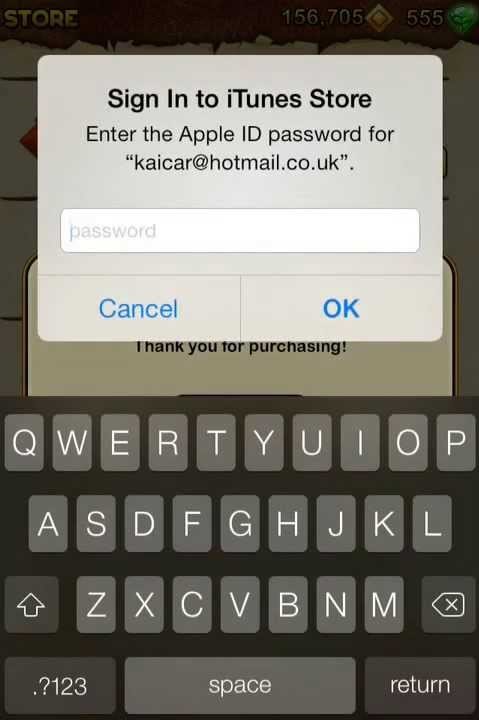 STORE 156,705 555
Sign In to iTunes Store
Enter the Apple ID password for
“kaicar@hotmail.co.uk”.
password
Cancel OK
Thank you for purchasing!
Q W E R T Y U I O P
A S D F G H J K L
Z X C V B N M
.?123 space return